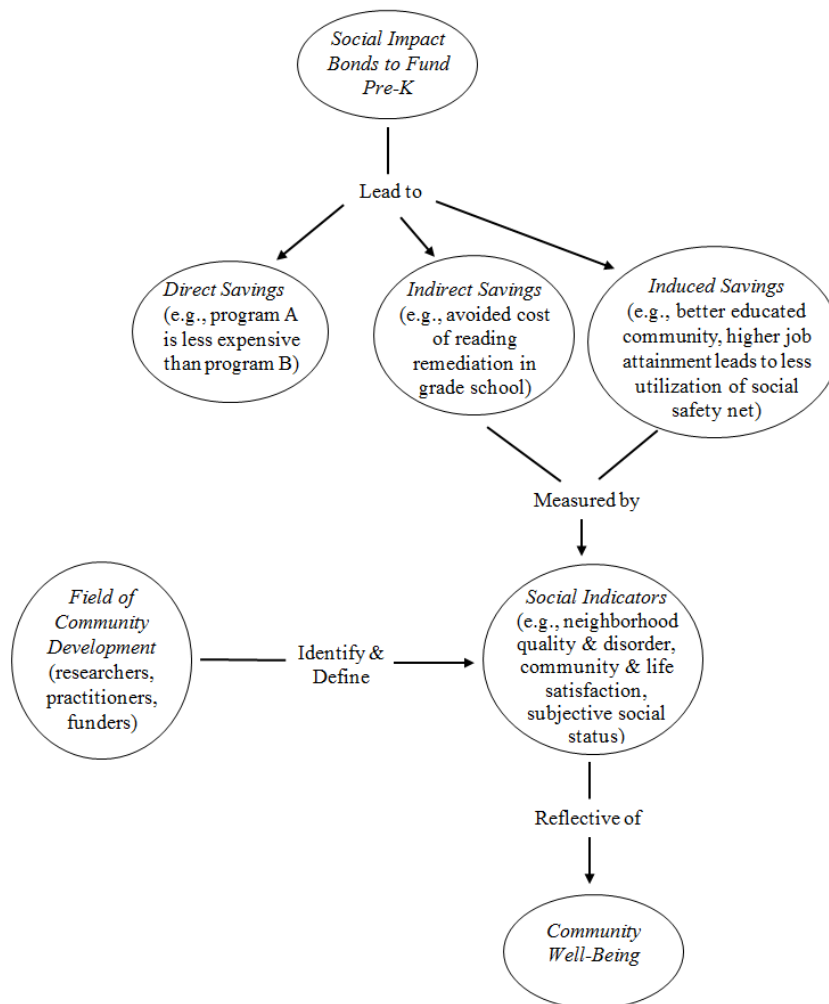 Social Impact
Bonds to Fund
Pre-K
Lead to
Direct Savings
(e.g., program A
is less expensive
than program B)
Indirect Savings
(e.g., avoided cost
of reading
remediation in
grade school)
Induced Savings
(e.g., better educated
community, higher job
attainment leads to less
utilization of social
safety net)
Measured by
Field of
Community
Development
(researchers,
practitioners,
funders)
Identify &
Define
Social Indicators
(e.g., neighborhood
quality & disorder,
community & life
satisfaction,
subjective social
status)
Reflective of
Community
Well-Being